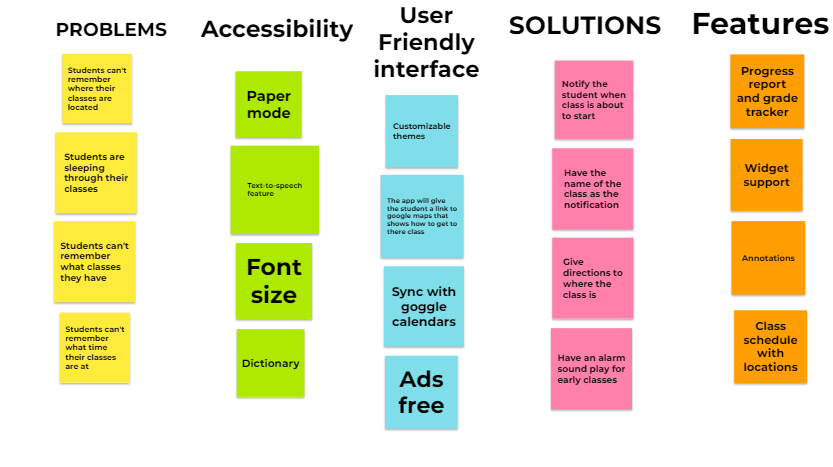 PROBLEMS
Students can't
remember
where their
classes are
located
Students are
sleeping
through their
classes
Students can't
remember
what classes
they have
Students can't
remember
what time
their classes
are at
Accessibility
Paper
mode
Text-to-speech
feature
Font
size
Dictionary
User
Friendly
interface
Customizable
themes
The app will give
the student a link to
google maps that
shows how to get to
there class
Sync with
goggle
calendars
Ads
free
SOLUTIONS
Notify the
student when
class is about
to start
Have the
name of the
class as the
notification
Give
directions to
where the
class is
Have an alarm
sound play for
early classes
Features
Progress
report
and grade
tracker
Widget
support
Annotations
Class
schedule
with
locations